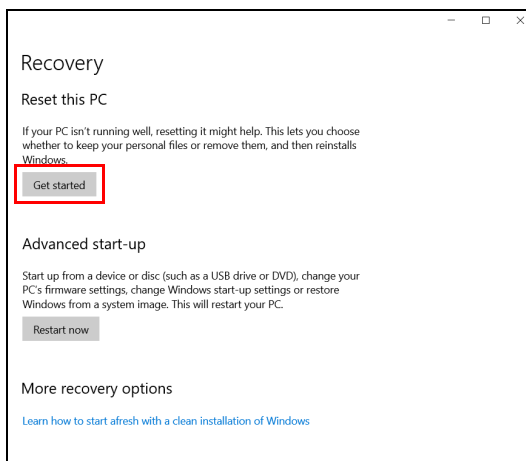 Recovery
Reset this PC
If your PC isn't running well, resetting it might help. This lets you choose
whether to keep your personal files or remove them, and then reinstalls
Windows.
Get started
Advanced start-up
Start up from a device or disc (such as a USB drive or DVD), change your
PC's firmware settings, change Windows start-up settings or restore
Windows from a system image. This will restart your PC.
Restart now
More recovery options
Learn how to start afresh with a clean installation of Windows